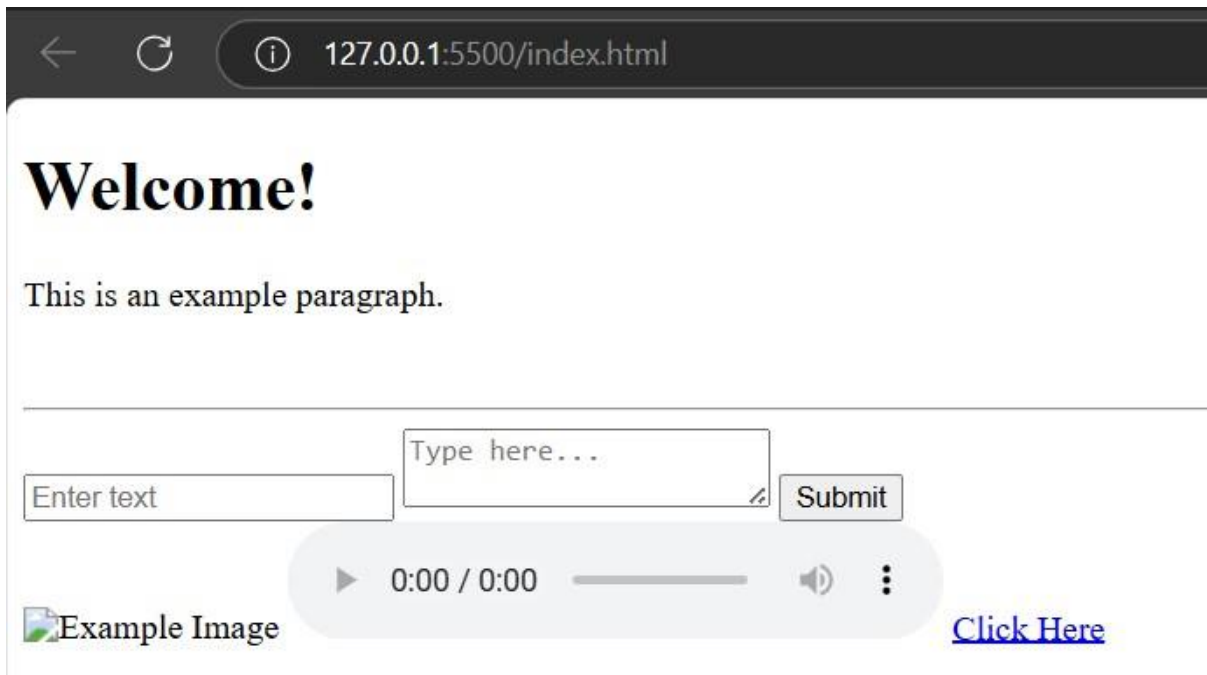 127.0.0.1:5500/index.html
Welcome!
This is an example paragraph.
Type here...
Enter text
Submit
0:00 / 0:00
Example Image
Click Here